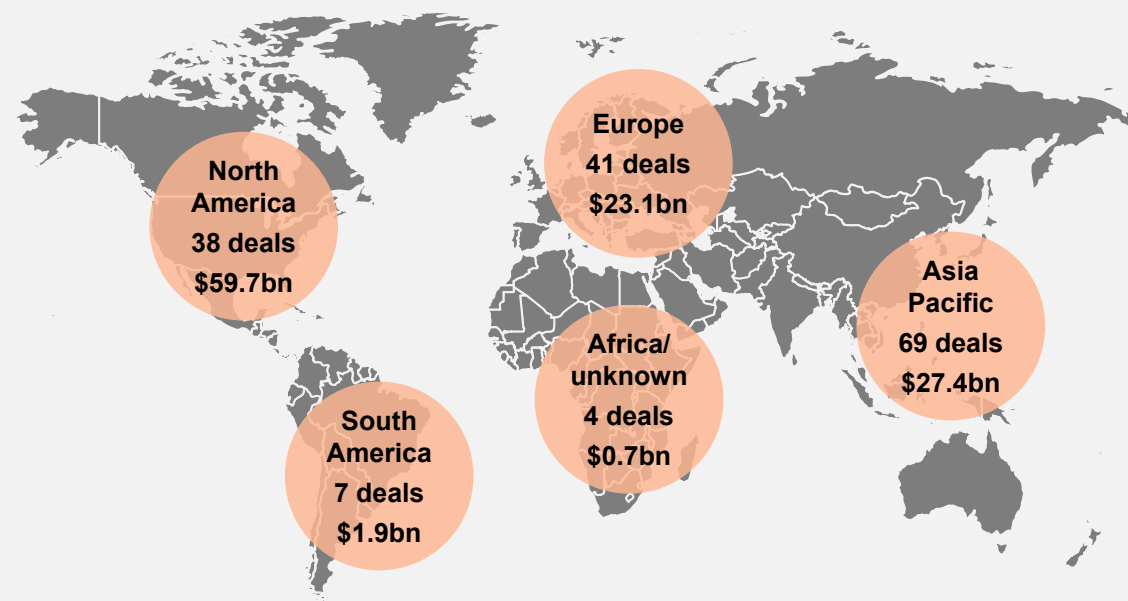 North
America
38 deals
$59.7bn
Europe
41 deals
$23.1bn
Asia
Pacific
69 deals
$27.4bn
Africa/
unknown
4 deals
$0.7bn
South
America
7 deals
$1.9bn